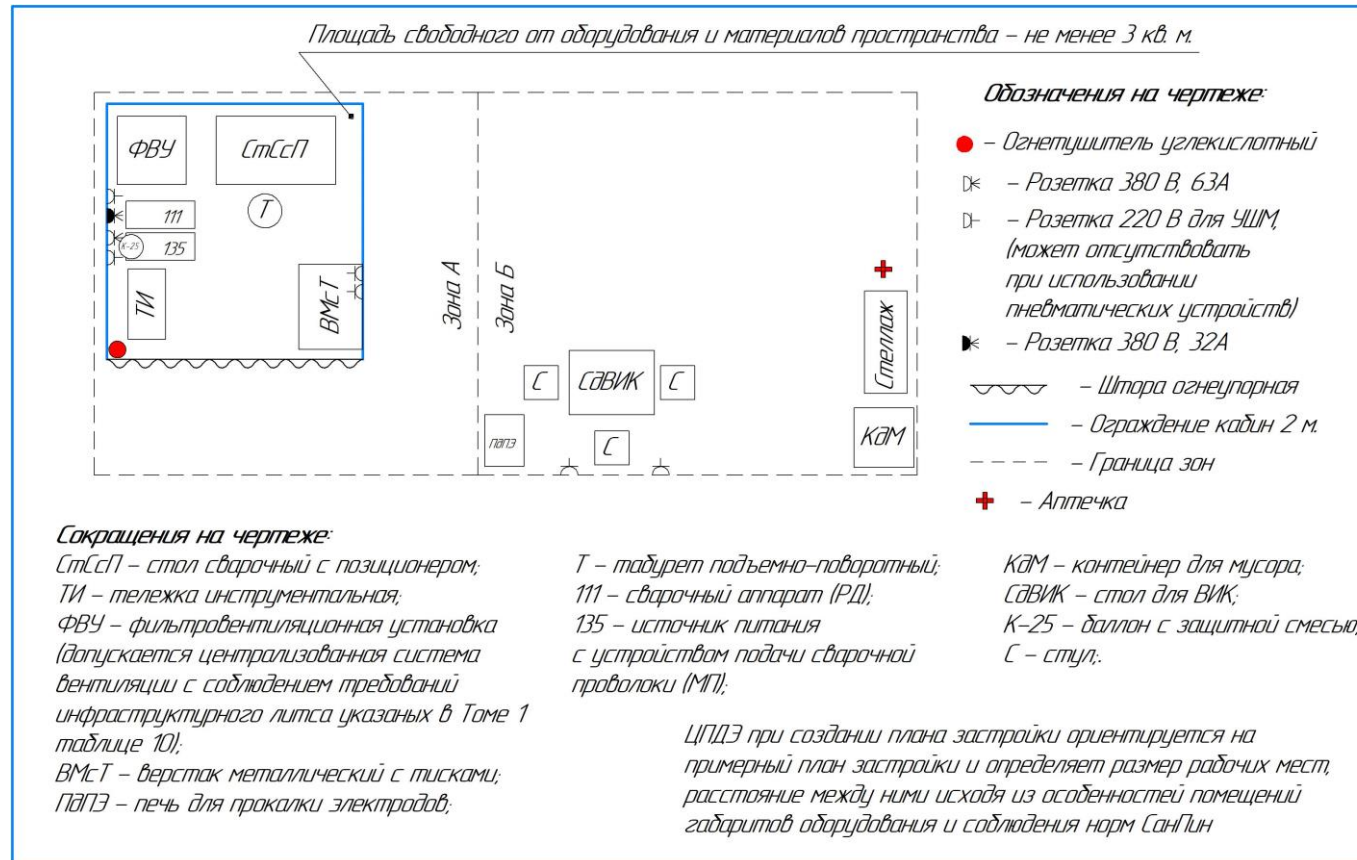 Площадь свободного от оборудования и материалов пространства – не менее 3 кв. м.
ФВУ
СтСсП
Т
111
К-25
135
ТИ
ВМсТ
Зона А
Зона Б
С
СдВИК
С
ПдПЭ
С
Стеллаж
КдМ
Обозначения на чертеже:
– Огнетушитель углекислотный
– Розетка 380 В, 63А
– Розетка 220 В для УШМ,
(может отсутствовать
при использовании
пневматических устройств)
– Розетка 380 В, 32А
– Штора огнеупорная
– Ограждение кабин 2 м.
– Граница зон
– Аптечка
Сокращения на чертеже:
СтСсП – стол сварочный с позиционером;
ТИ – тележка инструментальная;
ФВУ – фильтровентиляционная установка
(допускается централизованная система
вентиляции с соблюдением требований
инфраструктурного литса указаных в Томе 1
таблице 10);
ВМсТ – верстак металлический с тисками;
ПдПЭ – печь для прокалки электродов;
Т – табурет подъемно-поворотный;
111 – сварочный аппарат (РД);
135 – источник питания
с устройством подачи сварочной
проволоки (МП);
КдМ – контейнер для мусора;
СдВИК – стол для ВИК;
К-25 – баллон с защитной смесью;
С – стул;.
ЦПДЭ при создании плана застройки ориентируется на
примерный план застройки и определяет размер рабочих мест,
расстояние между ними исходя из особенностей помещений
габаритов оборудования и соблюдения норм СанПин